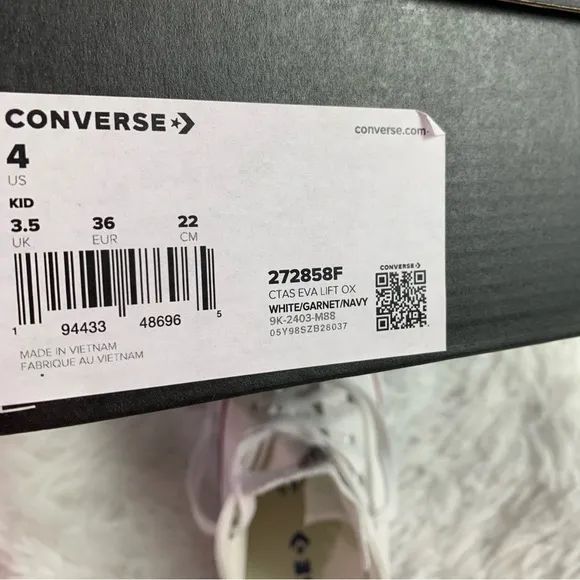 CONVERSE
converse.com
4
US
KID
3.5 36 22
UK EUR CM
1 94433 48696 5
272858F
CTAS EVA LIFT OX
WHITE/GARNET/NAVY
9K-2403-M88
05Y98SZB28037
CONVERSE
MADE IN VIETNAM
FABRIQUE AU VIETNAM